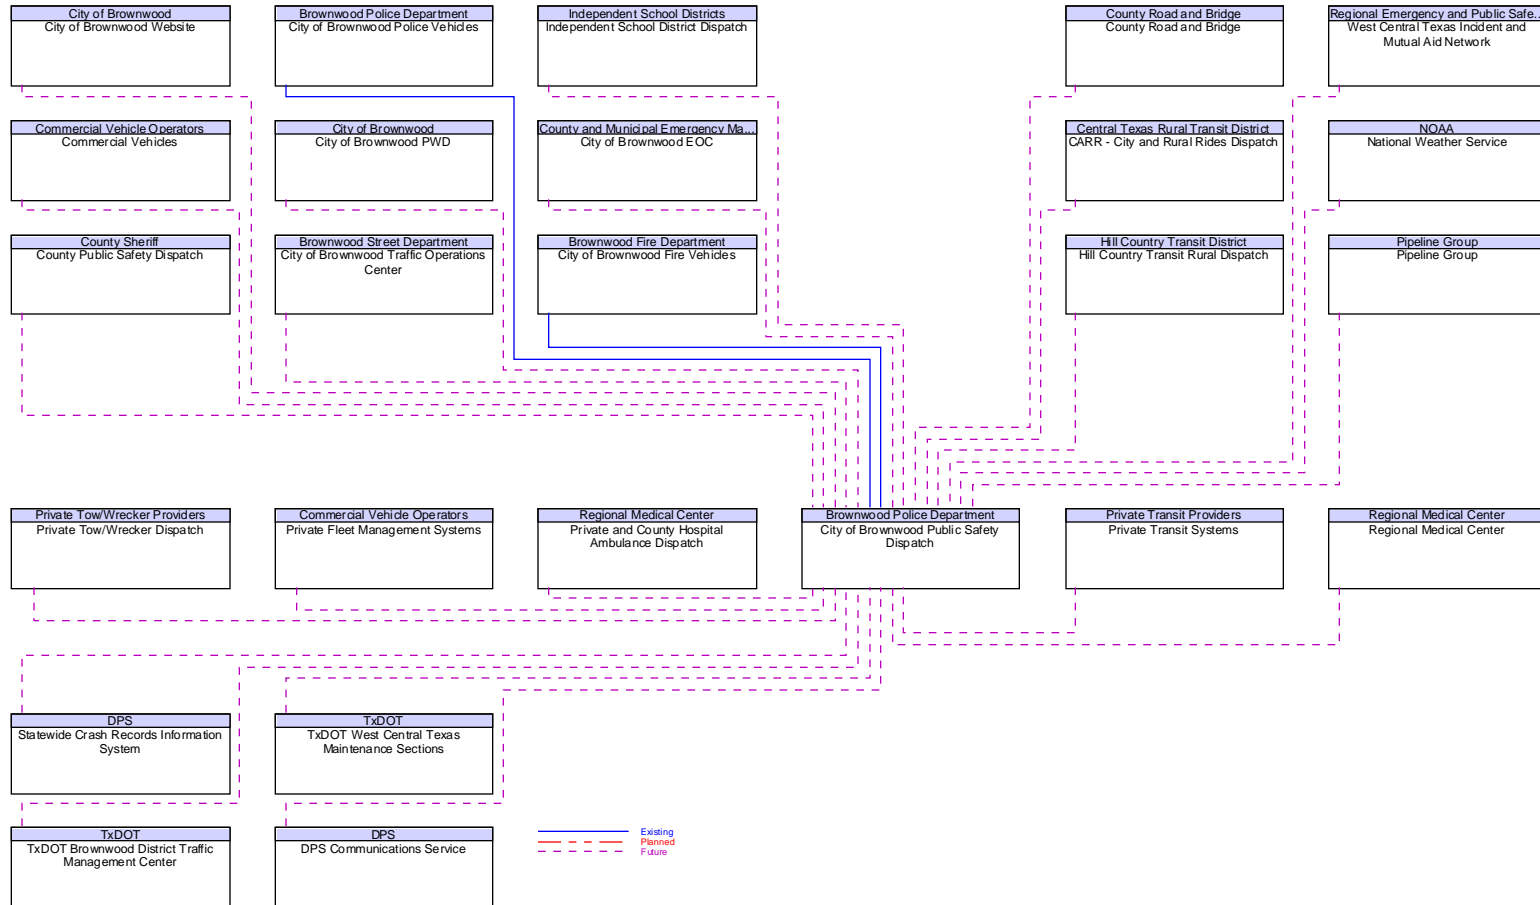 City of Brownwood
City of Brownwood Website
Brownwood Police Department
City of Brownwood Police Vehicles
Independent School Districts
Independent School District Dispatch
County Road and Bridge
County Road and Bridge
Regional Emergency and Public Safe...
West Central Texas Incident and
Mutual Aid Network
Commercial Vehicle Operators
Commercial Vehicles
City of Brownwood
City of Brownwood PWD
County and Municipal Emergency Ma...
City of Brownwood EOC
Central Texas Rural Transit District
CARR - City and Rural Rides Dispatch
NOAA
National Weather Service
County Sheriff
County Public Safety Dispatch
Brownwood Street Department
City of Brownwood Traffic Operations
Center
Brownwood Fire Department
City of Brownwood Fire Vehicles
Hill Country Transit District
Hill Country Transit Rural Dispatch
Pipeline Group
Pipeline Group
Private Tow/Wrecker Providers
Private Tow/Wrecker Dispatch
Commercial Vehicle Operators
Private Fleet Management Systems
Regional Medical Center
Private and County Hospital
Ambulance Dispatch
Brownwood Police Department
City of Brownwood Public Safety
Dispatch
Private Transit Providers
Private Transit Systems
Regional Medical Center
Regional Medical Center
DPS
Statewide Crash Records Information
System
TxDOT
TxDOT West Central Texas
Maintenance Sections
TxDOT
TxDOT Brownwood District Traffic
Management Center
DPS
DPS Communications Service
Existing
Planned
Future